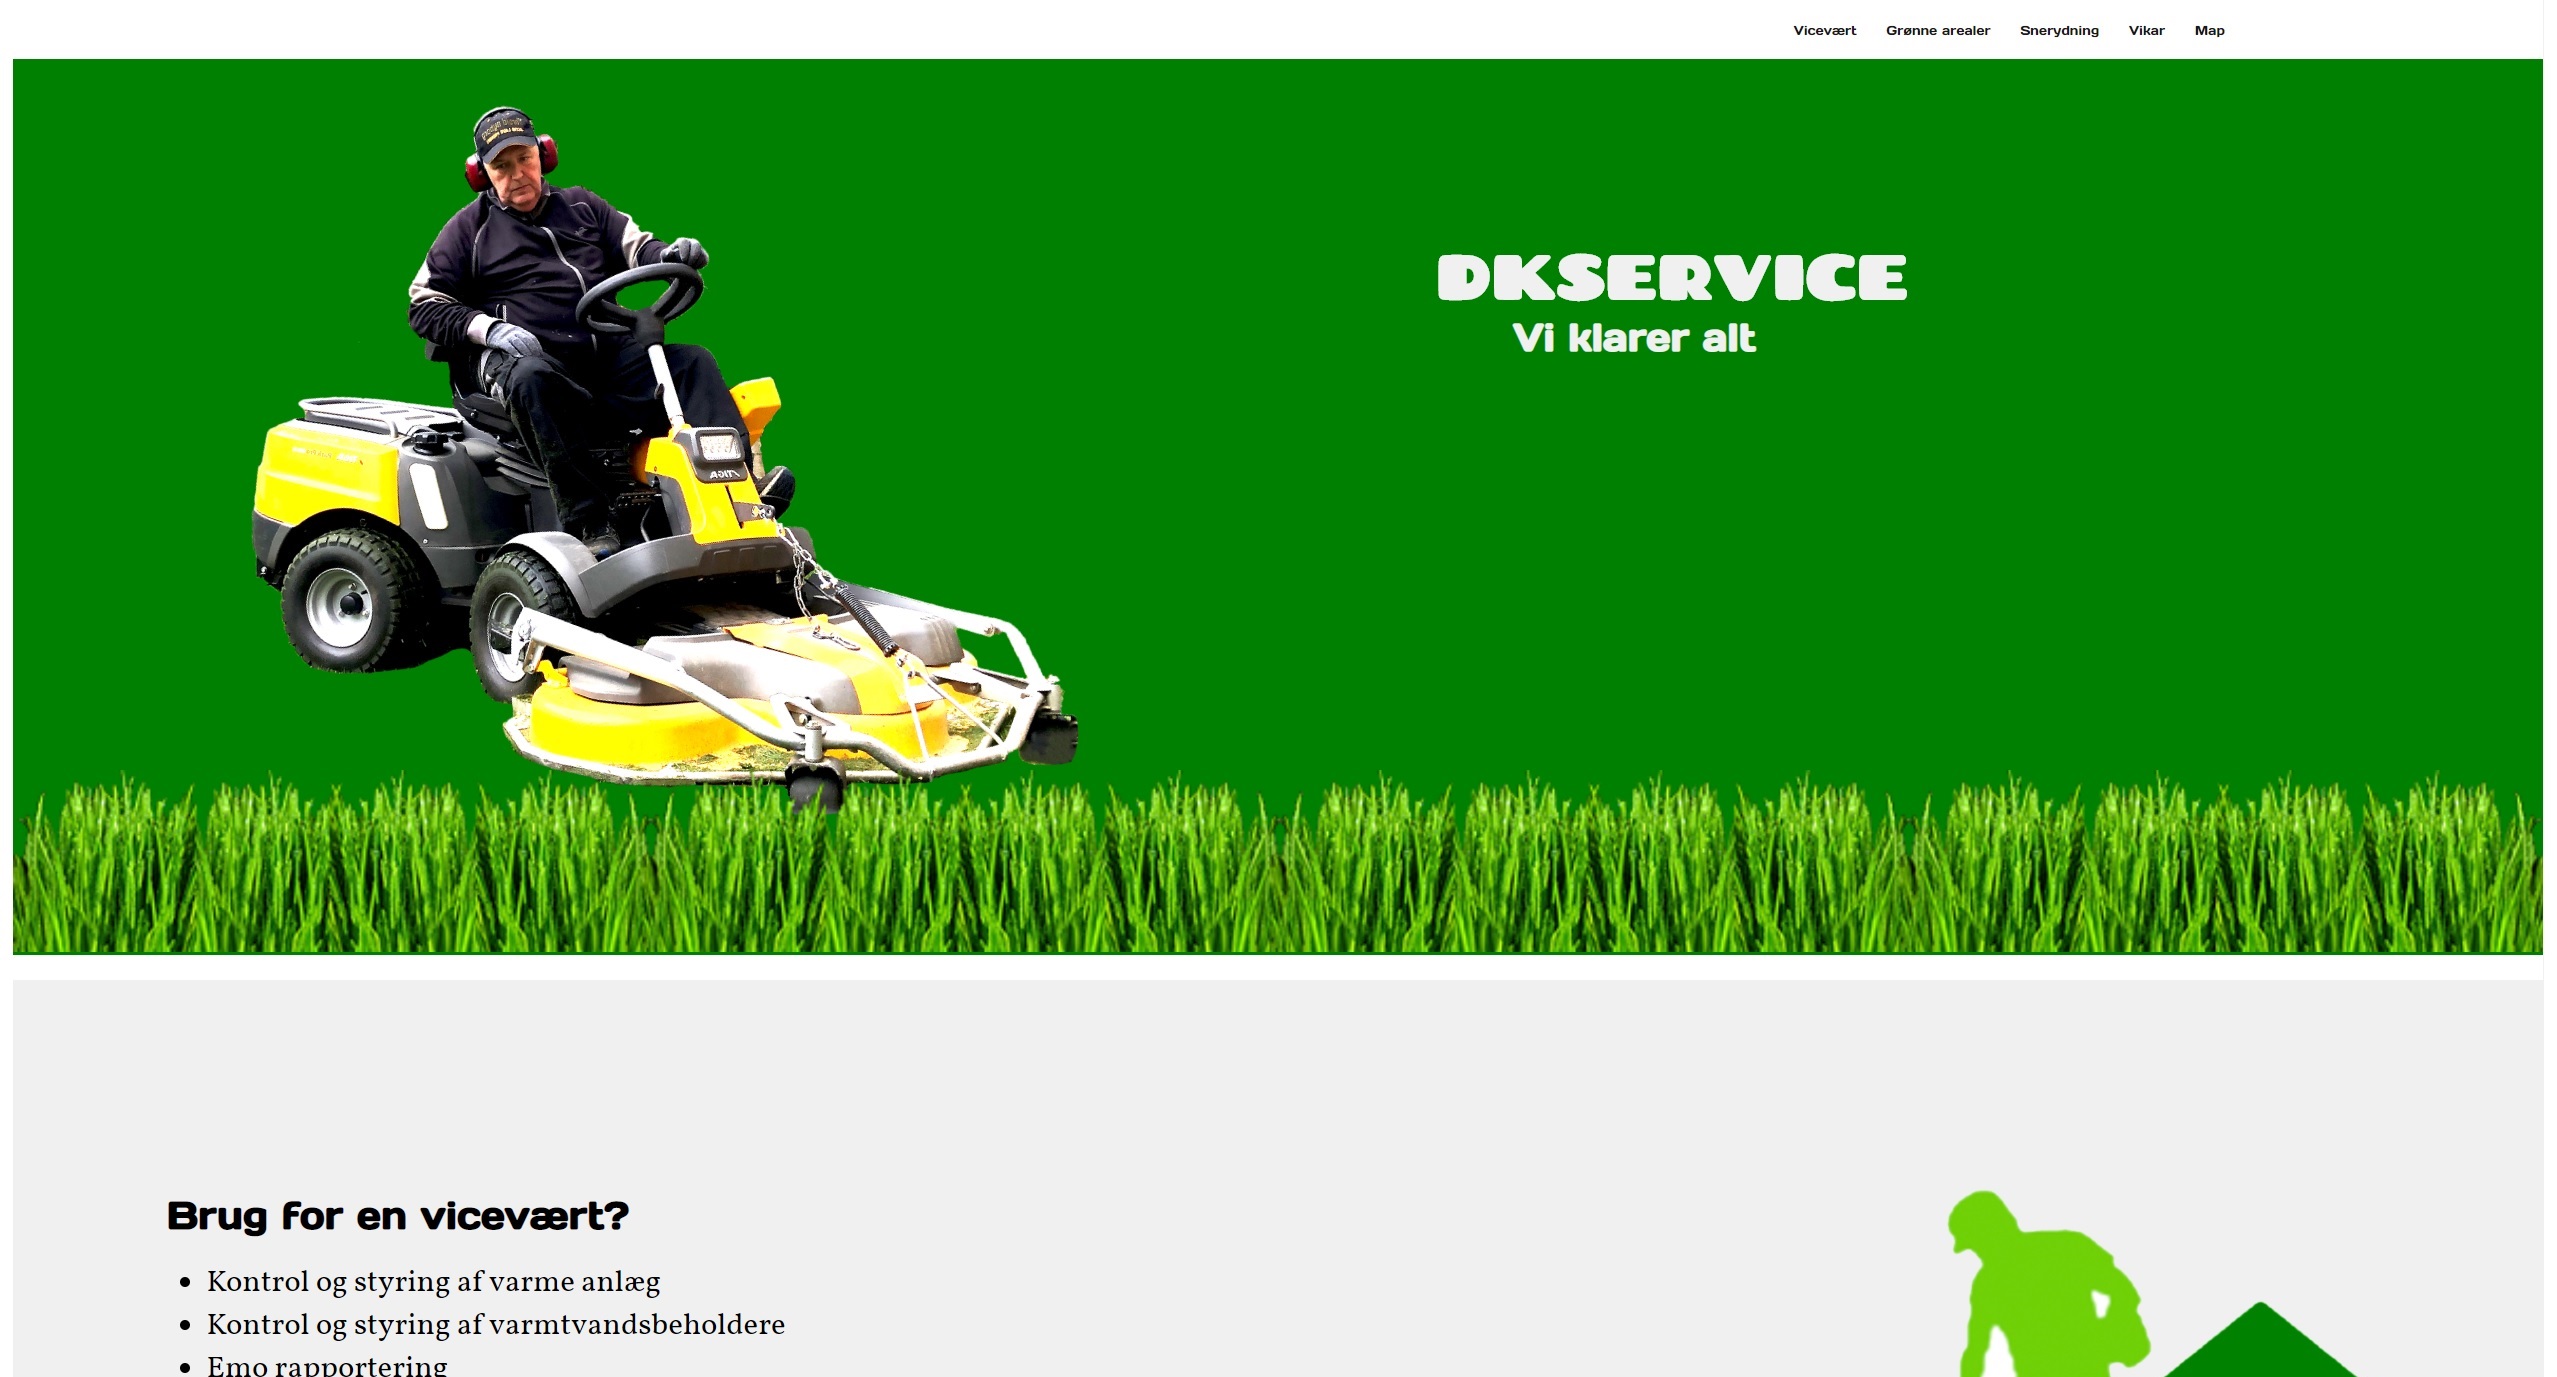 Vicevært Grønne arealer Snerydning Vikar Map
DKSERVICE
Vi klarer alt
Brug for en vicevært?
Kontrol og styring af varme anlæg
Kontrol og styring af varmtvandsbeholdere
Emo rapportering